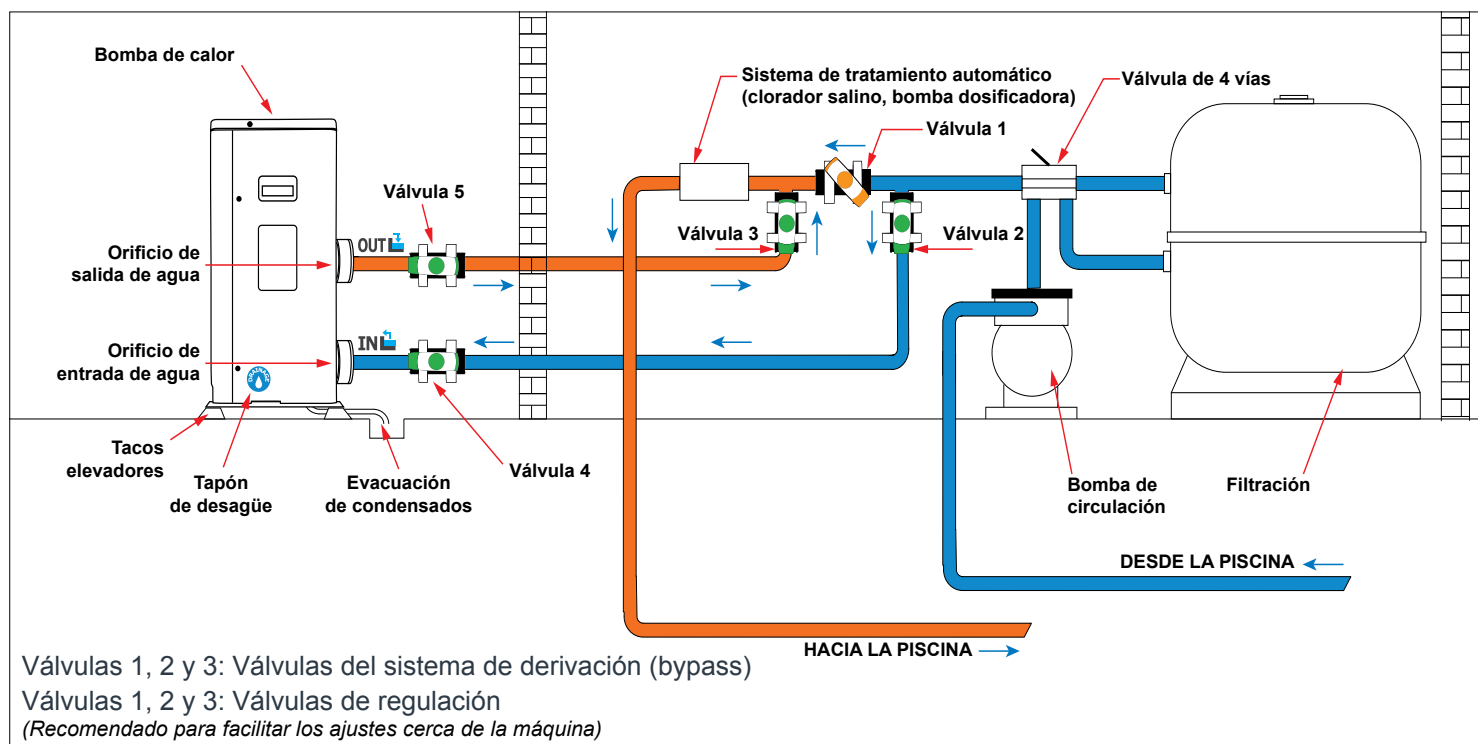 Bomba de calor
Sistema de tratamiento automático
(clorador salino, bomba dosificadora)
Válvula de 4 vías
Válvula 1
Válvula 5
Orificio de
salida de agua
OUT
Válvula 3
Válvula 2
Orificio de
entrada de agua
IN
DRAINAGE
Tacos
elevadores
Tapón
de desagüe
Evacuación
de condensados
Válvula 4
Bomba de
circulación
Filtración
DESDE LA PISCINA
HACIA LA PISCINA
Válvulas 1, 2 y 3: Válvulas del sistema de derivación (bypass)
Válvulas 1, 2 y 3: Válvulas de regulación
(Recomendado para facilitar los ajustes cerca de la máquina)